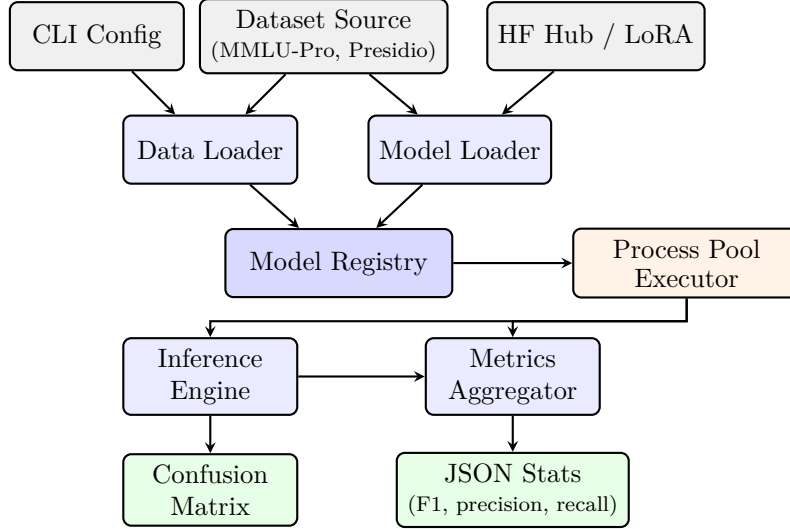 CLI Config
Dataset Source
(MMLU-Pro, Presidio)
HF Hub / LoRA
Data Loader
Model Loader
Model Registry
Process Pool
Executor
Inference
Engine
Metrics
Aggregator
Confusion
Matrix
JSON Stats
(F1, precision, recall)